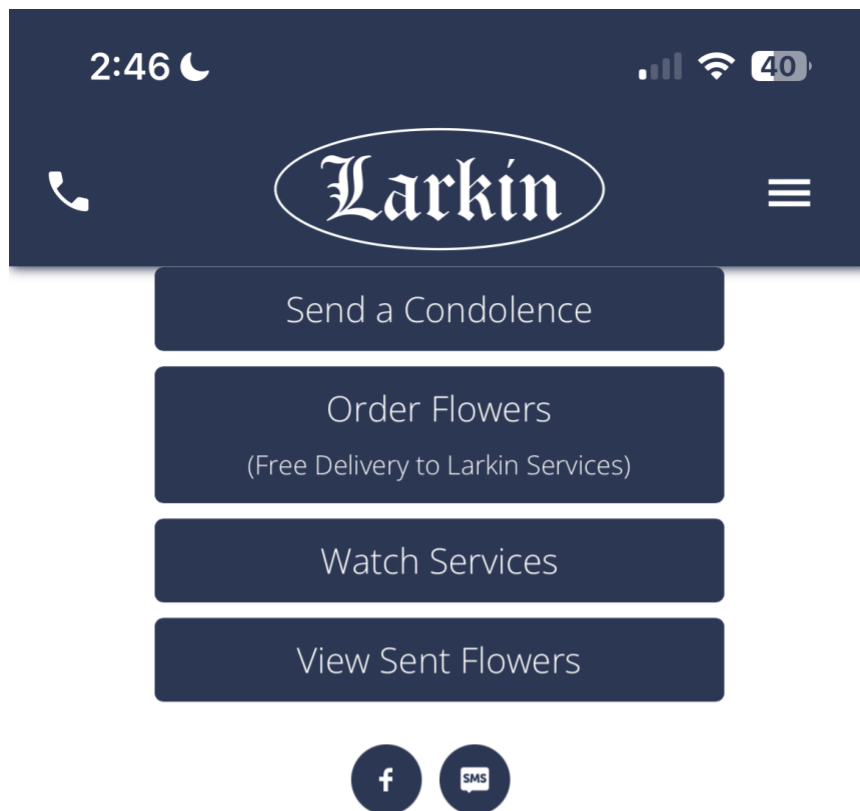 2:46
40
Larkin
Send a Condolence
Order Flowers
(Free Delivery to Larkin Services)
Watch Services
View Sent Flowers
f
SMS